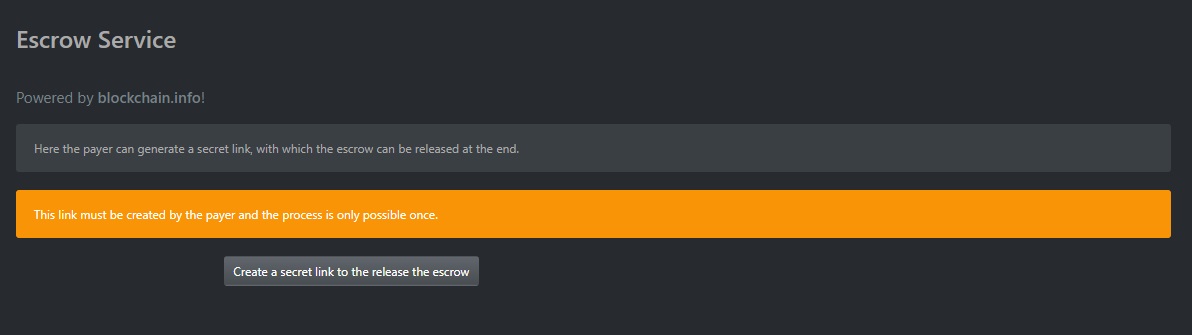 Escrow Service
Powered by blockchain.info!
Here the payer can generate a secret link, with which the escrow can be released at the end.
This link must be created by the payer and the process is only possible once.
Create a secret link to the release the escrow